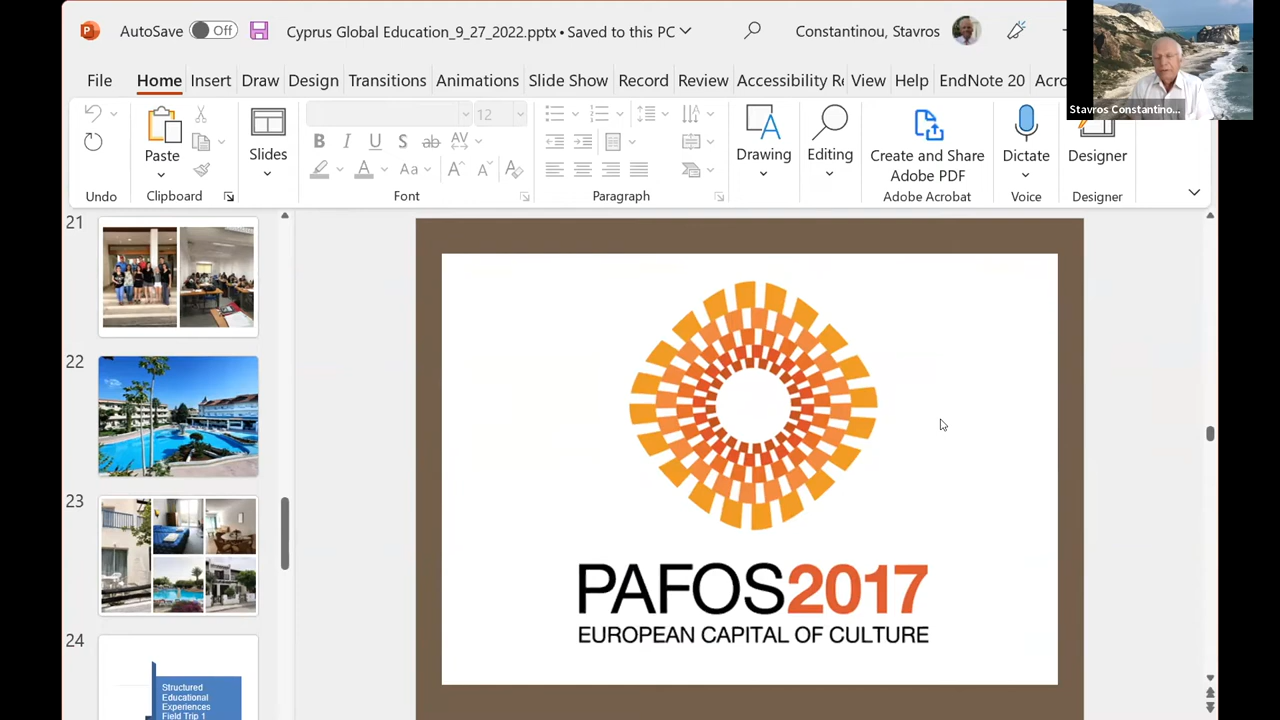 AutoSave Off Cyprus Global Education_9_27_2022.pptx • Saved to this PC Constantinou, Stavros
Stavros Constantino...
File Home Insert Draw Design Transitions Animations Slide Show Record Review Accessibility Re View Help EndNote 20 Acro
12
Paste
Slides
Drawing
Editing
Create and Share
Adobe PDF
Dictate
Designer
Undo Clipboard Font Paragraph Adobe Acrobat Voice Designer
21
22
23
24
Structured
Educational
Experiences
Field Trip 1
PAFOS2017
EUROPEAN CAPITAL OF CULTURE